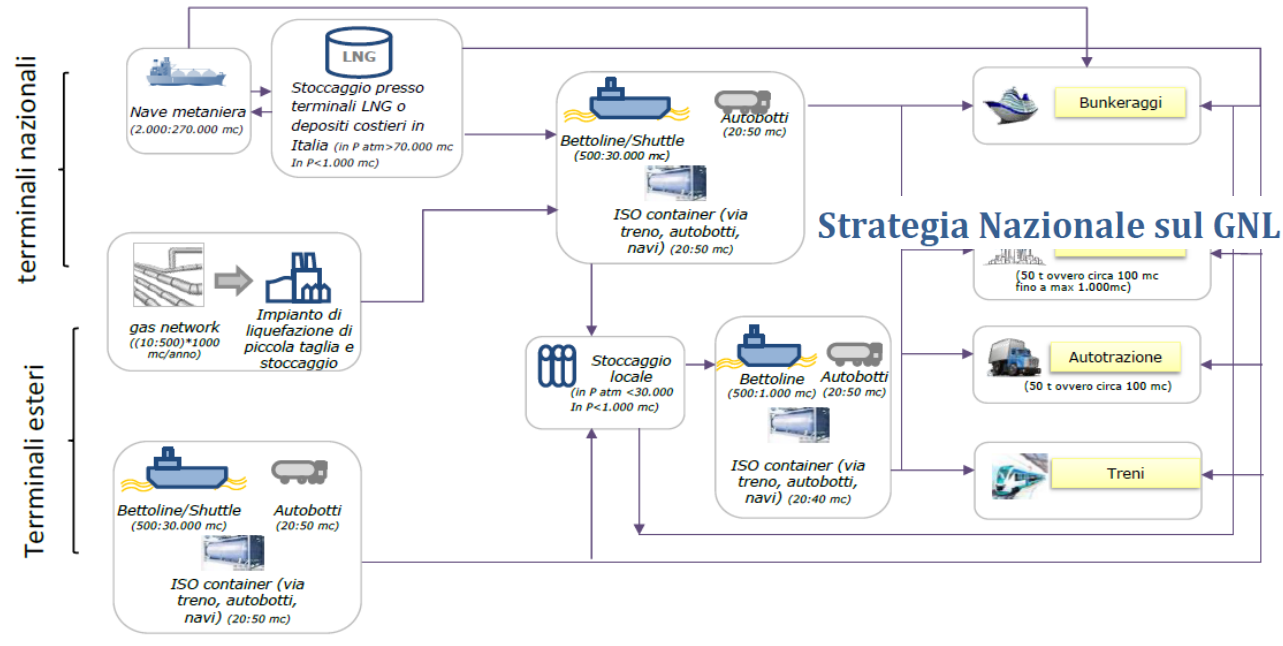 terrminali nazionali
Terrminali esteri
Nave metaniera
(2.000:270.000 mc)
LNG
Stoccaggio presso
terminali LNG o
depositi costieri in
Italia (in P atm>70.000 mc
In P<1.000 mc)
gas network
((10:500)*1000
mc/anno)
Impianto di
liquefazione di
piccola taglia e
stoccaggio
Bettoline/Shuttle
(500:30.000 mc)
Autobotti
(20:50 mc)
ISO container (via
treno, autobotti,
navi) (20:50 mc)
Bettoline/Shuttle
(500:30.000 mc)
Autobotti
(20:50 mc)
ISO container (via
treno, autobotti,
navi) (20:50 mc)
Stoccaggio
locale
(in P atm <30.000
In P<1.000 mc)
Bettoline
(500:1.000 mc)
Autobotti
(20:50 mc)
ISO container (via
treno, autobotti,
navi) (20:40 mc)
Bunkeraggi
Strategia Nazionale sul GNL
(50 t ovvero circa 100 mc
fino a max 1.000mc)
Autotrazione
(50 t ovvero circa 100 mc)
Treni